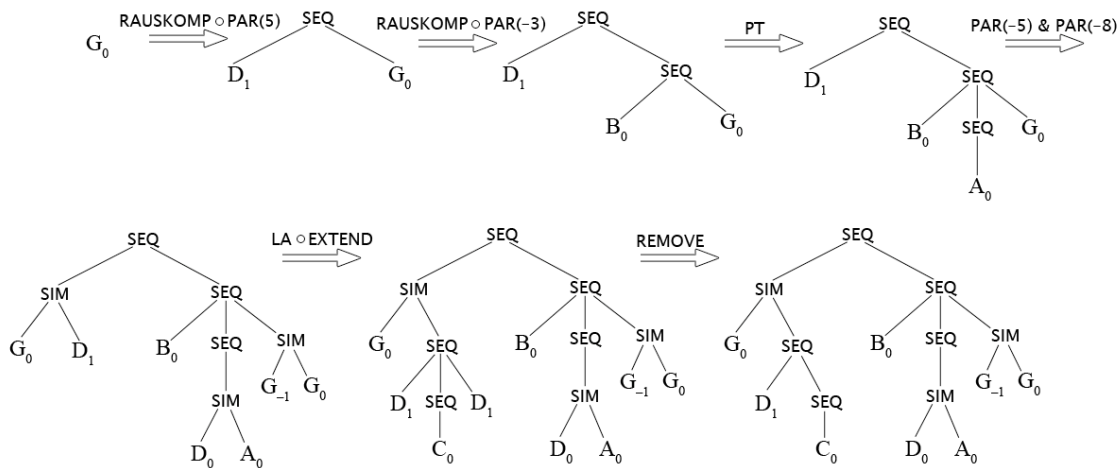 RAUSKOMP ○ PAR(5) SEQ RAUSKOMP ○ PAR(−3) SEQ PT SEQ PAR(−5) & PAR(−8)
G₀ D₁ G₀ D₁ SEQ D₁ SEQ
B₀ G₀ B₀ SEQ G₀
A₀
SEQ LA ○ EXTEND SEQ REMOVE SEQ
SIM SEQ SIM SEQ SIM SEQ
G₀ D₁ B₀ SEQ SIM G₀ SEQ B₀ SEQ SIM G₀ SEQ B₀ SEQ SIM
G₋₁ G₀ D₁ SEQ D₁ G₋₁ G₀ D₁ SEQ G₋₁ G₀
SIM SIM SIM
D₀ A₀ C₀ D₀ A₀ C₀ D₀ A₀